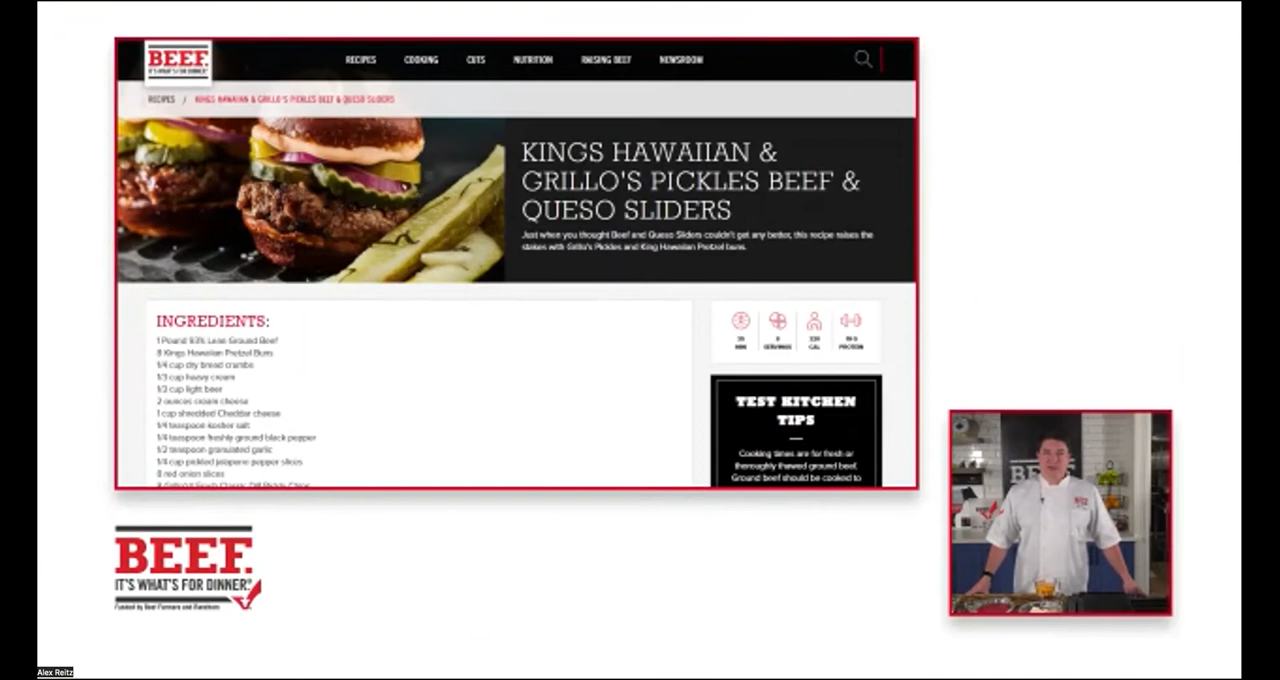 BEEF.
IT'S WHAT'S FOR DINNER.
RECIPES COOKING CUTS NUTRITION RAISING BEEF NEWSROOM
RECIPES / KINGS HAWAIIAN & GRILLO'S PICKLES BEEF & QUESO SLIDERS
KINGS HAWAIIAN &
GRILLO'S PICKLES BEEF &
QUESO SLIDERS
Just when you thought Beef and Queso Sliders couldn't get any better, this recipe raises the
stakes with Grillo's Pickles and King Hawaiian Pretzel buns.
INGREDIENTS:
1 Pound 93% Lean Ground Beef
8 Kings Hawaiian Pretzel Buns
1/4 cup dry bread crumbs
1/3 cup heavy cream
1/3 cup light beer
2 ounces cream cheese
1 cup shredded Cheddar cheese
1/4 teaspoon kosher salt
1/4 teaspoon freshly ground black pepper
1/2 teaspoon granulated garlic
1/4 cup pickled jalapeno pepper slices
8 red onion slices
MIN
SERVINGS
CAL
PROTEIN
TEST KITCHEN
TIPS
Cooking times are for fresh or
thoroughly thawed ground beef.
Ground beef should be cooked to
BEEF.
IT'S WHAT'S FOR DINNER.®
Funded by Beef Farmers and Ranchers
Alex Reitz